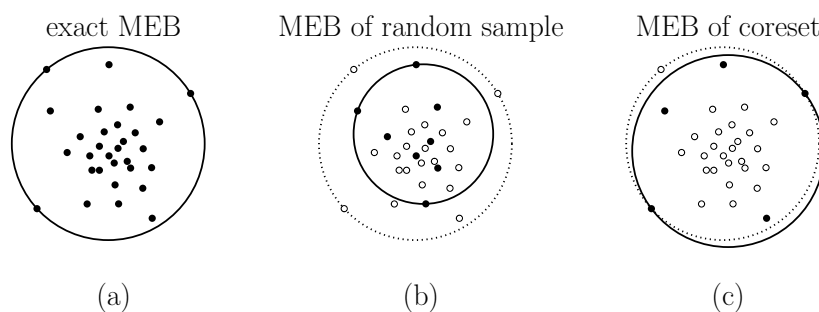 exact MEB
MEB of random sample
MEB of coreset
(a)
(b)
(c)